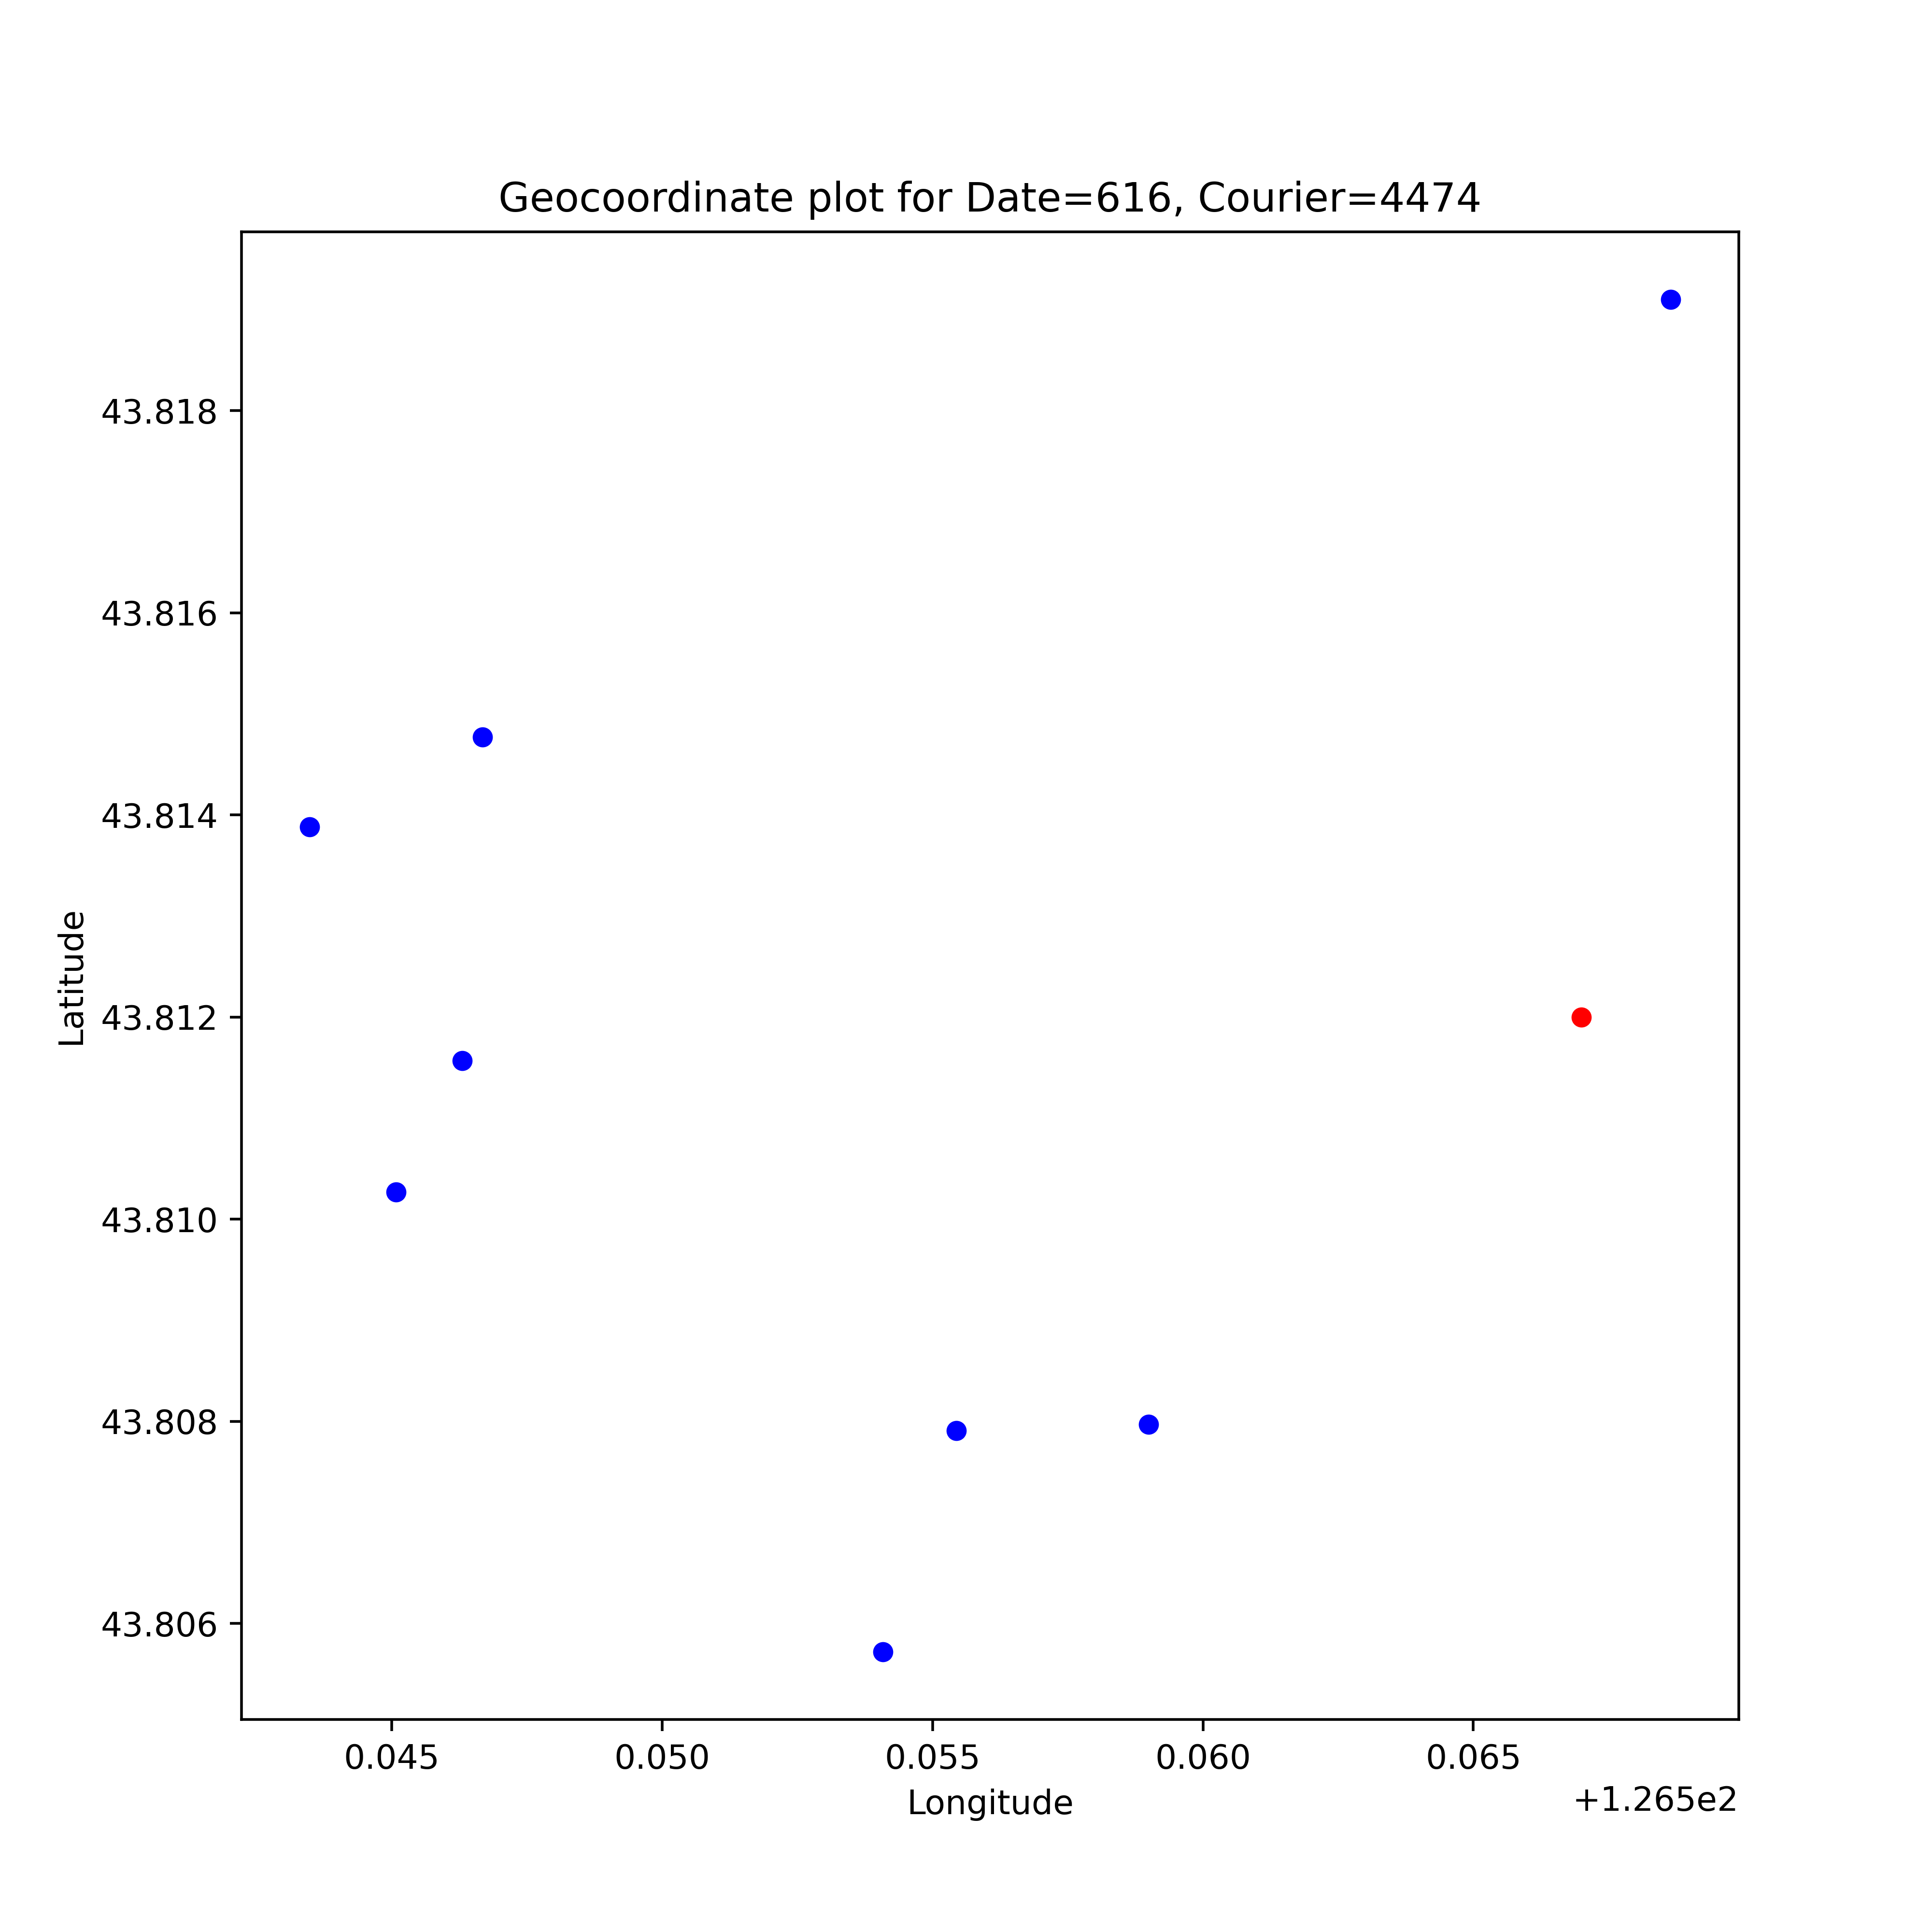 Geocoordinate plot for Date=616, Courier=4474
43.818
43.816
43.814
43.812
43.810
43.808
43.806
Latitude
0.045 0.050 0.055 0.060 0.065
Longitude
+1.265e2